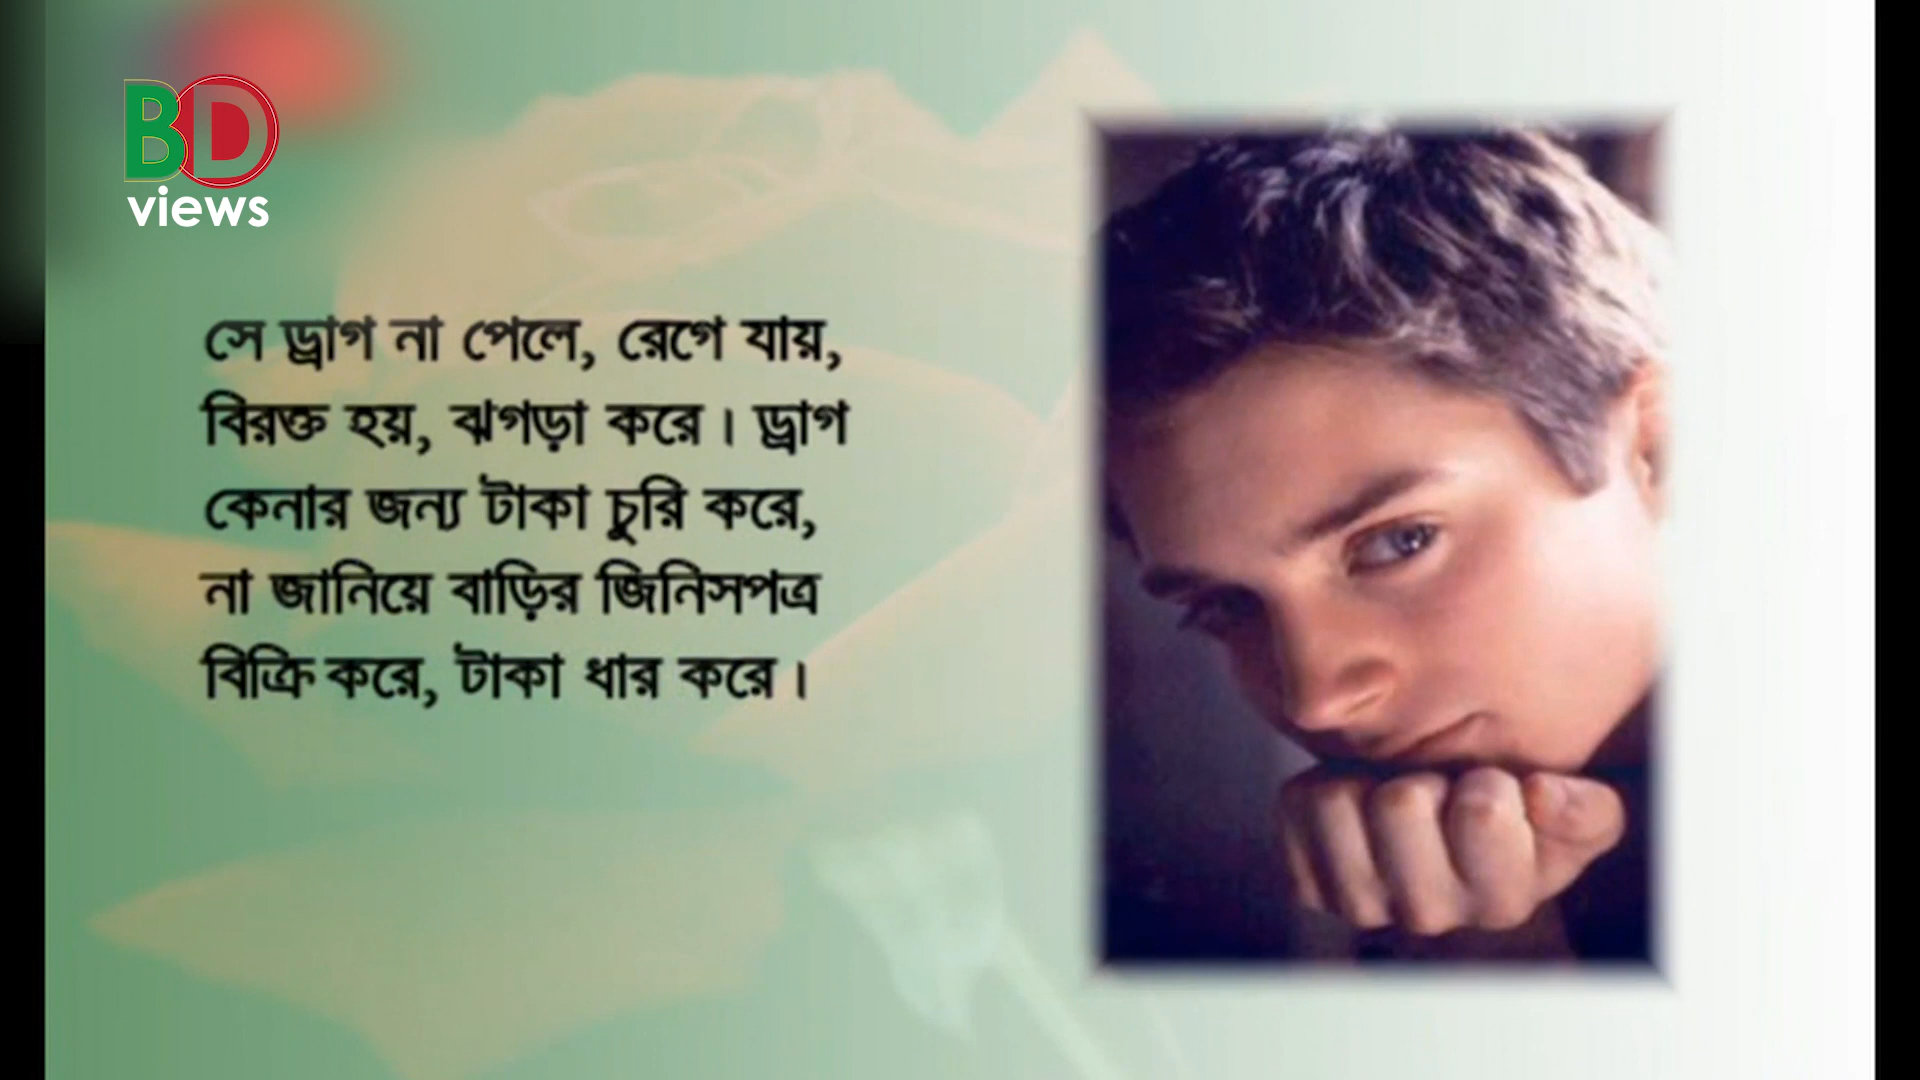 BD
views
সে ড্রাগ না পেলে, রেগে যায়,
বিরক্ত হয়, ঝগড়া করে। ড্রাগ
কেনার জন্য টাকা চুরি করে,
না জানিয়ে বাড়ির জিনিসপত্র
বিক্রি করে, টাকা ধার করে।